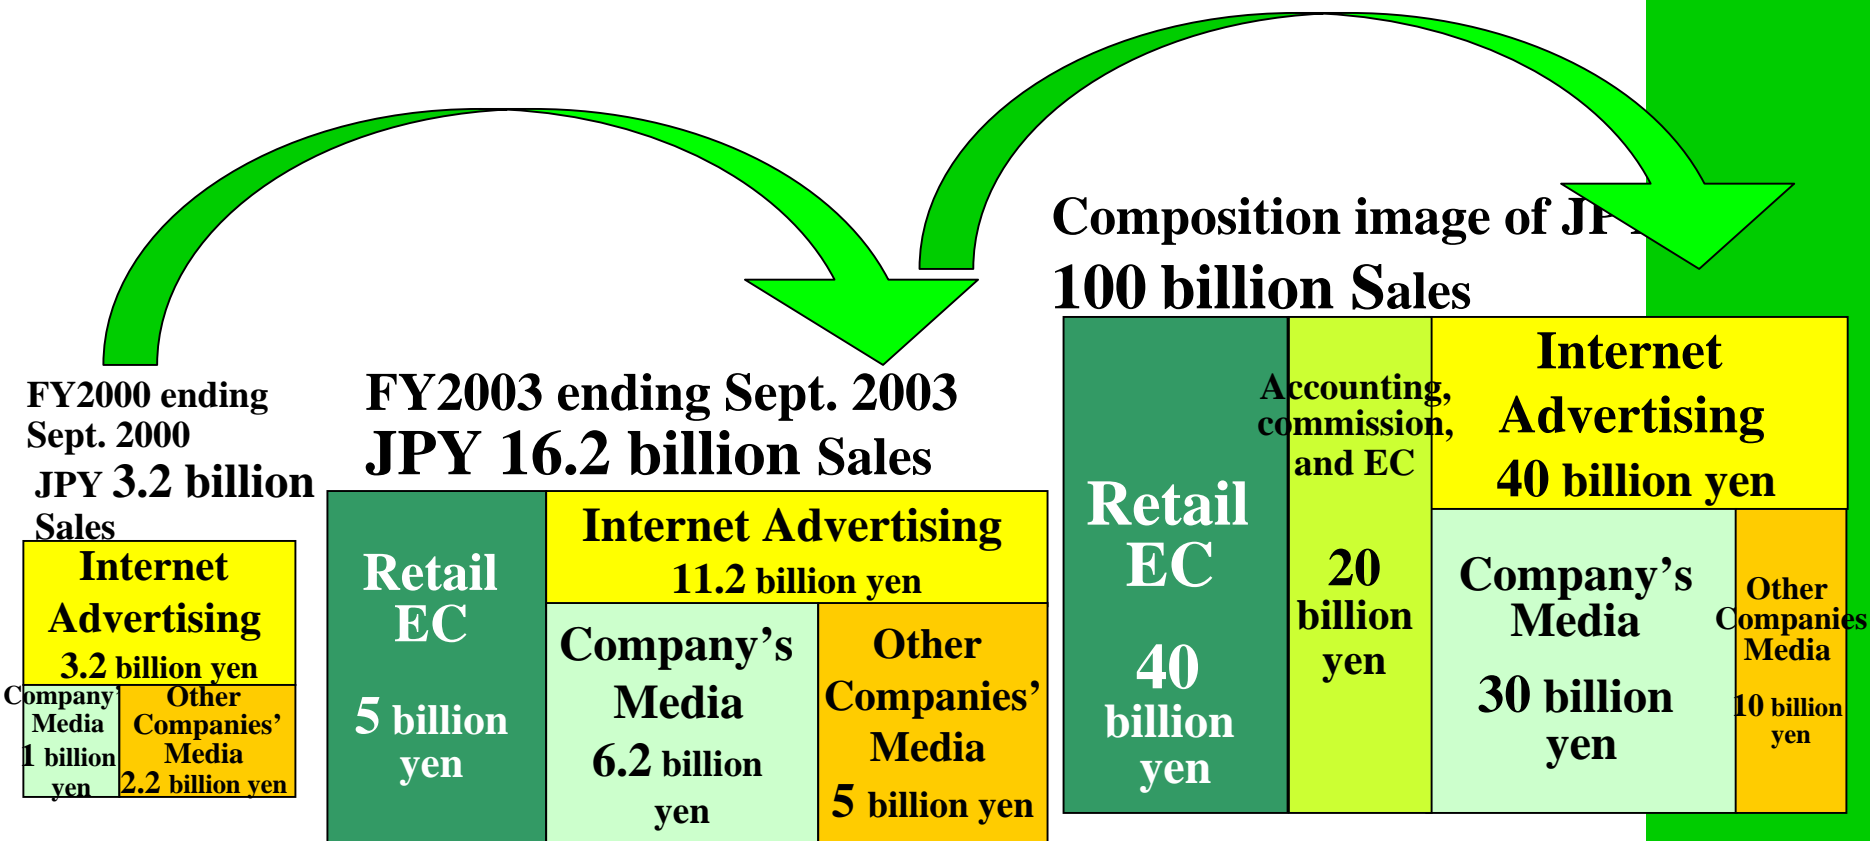 FY2000 ending
Sept. 2000
JPY 3.2 billion
Sales
Internet
Advertising
3.2 billion yen
Company'
Media
1 billion
yen
Other
Companies'
Media
2.2 billion yen
FY2003 ending Sept. 2003
JPY 16.2 billion Sales
Retail
EC
5 billion
yen
Internet Advertising
11.2 billion yen
Company's
Media
6.2 billion
yen
Other
Companies'
Media
5 billion yen
Composition image of
100 billion Sales
Retail
EC
40
billion
yen
Accounting,
commission,
and EC
20
billion
yen
Internet
Advertising
40 billion yen
Company's
Media
30 billion
yen
Other
Companies
Media
10 billion
yen